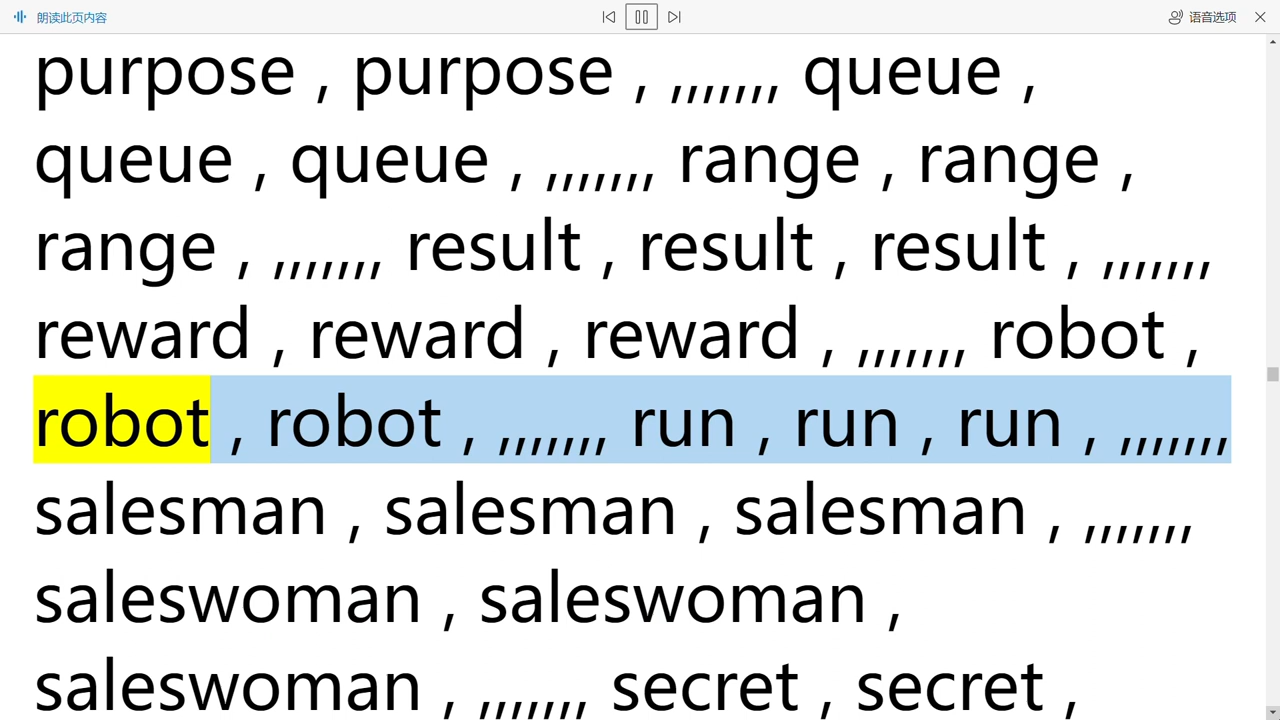 朗读此页内容 语音选项
purpose , purpose , ,,,,,,, queue ,
queue , queue , ,,,,,,, range , range ,
range , ,,,,,,, result , result , result , ,,,,,,,
reward , reward , reward , ,,,,,,, robot ,
robot , robot , ,,,,,,, run , run , run , ,,,,,,,
salesman , salesman , salesman , ,,,,,,,
saleswoman , saleswoman ,
saleswoman , ,,,,,,, secret , secret ,